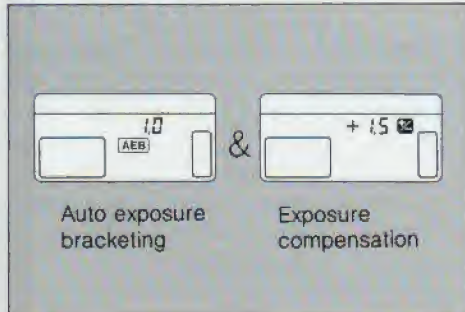 1.0
AEB
&
+ 1.5
Auto exposure
bracketing
Exposure
compensation